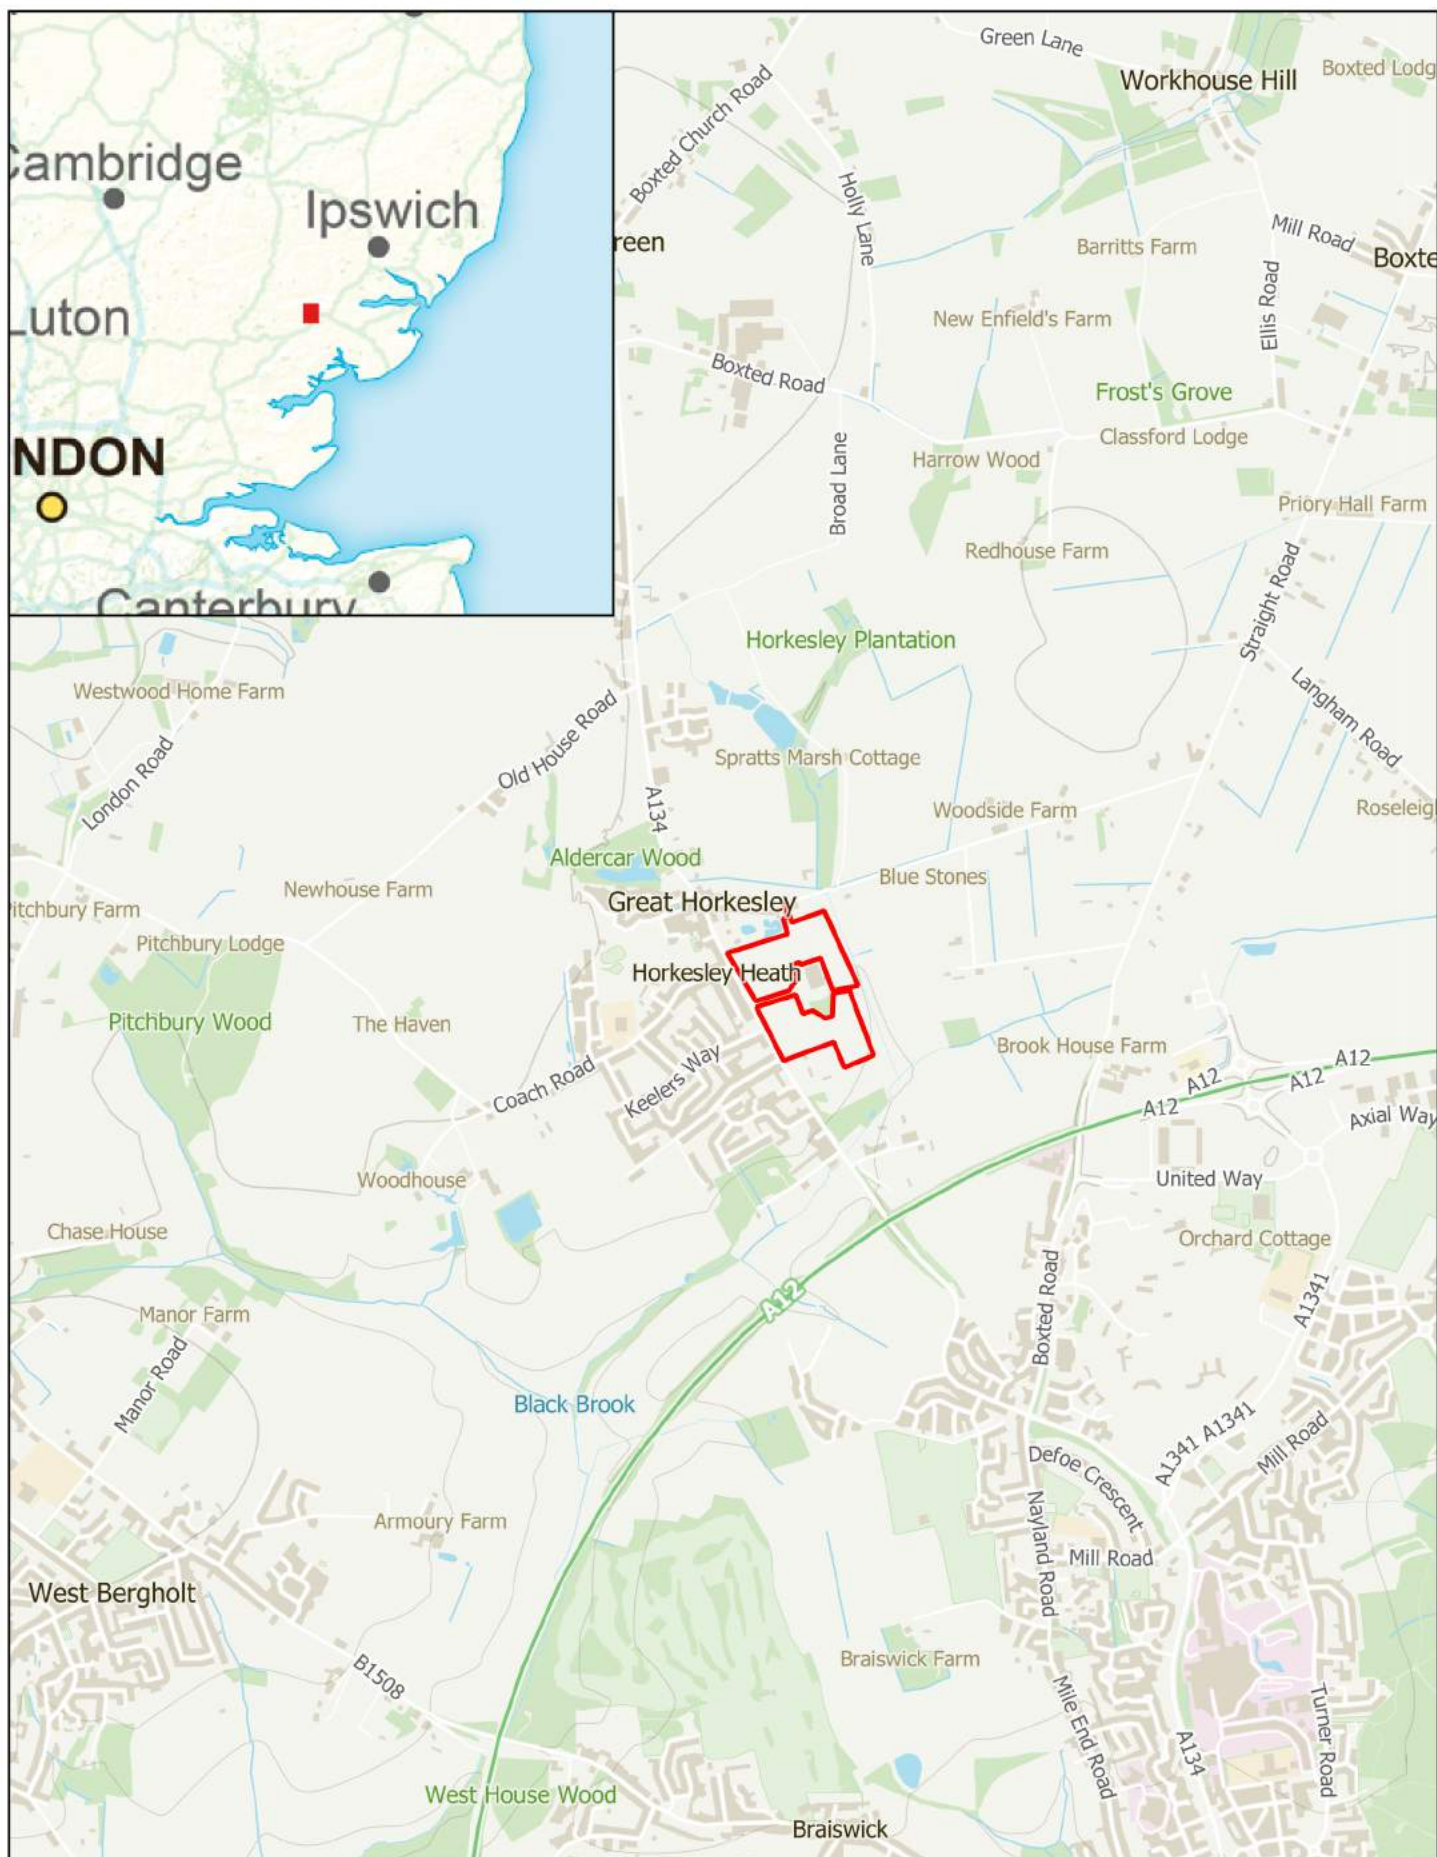 Cambridge
Ipswich
Luton
NDON
Canterbury
Green Lane
Workhouse Hill
Boxted Lodg
Boxted Church Road
Holly Lane
reen
Mill Road
Barritts Farm
Boxte
New Enfield's Farm
Ellis Road
Boxted Road
Frost's Grove
Classford Lodge
Harrow Wood
Broad Lane
Priory Hall Farm
Redhouse Farm
Straight Road
Horkesley Plantation
Westwood Home Farm
Langham Road
Old House Road
London Road
Spratts Marsh Cottage
A134
Woodside Farm
Roseleig
Aldercar Wood
Blue Stones
Newhouse Farm
Great Horkesley
itchbury Farm
Pitchbury Lodge
Horkesley Heath
Pitchbury Wood
The Haven
Brook House Farm
Keelers Way
Coach Road
A12
A12
A12
A12
Axial Way
Woodhouse
United Way
Chase House
Orchard Cottage
A12
Boxted Road
A1341
Manor Farm
Manor Road
Black Brook
A1341 A1341
Mill Road
Defoe Crescent
Armoury Farm
Nayland Road
Mill Road
West Bergholt
Braiswick Farm
B1508
Mile End Road
Turner Road
A134
West House Wood
Braiswick